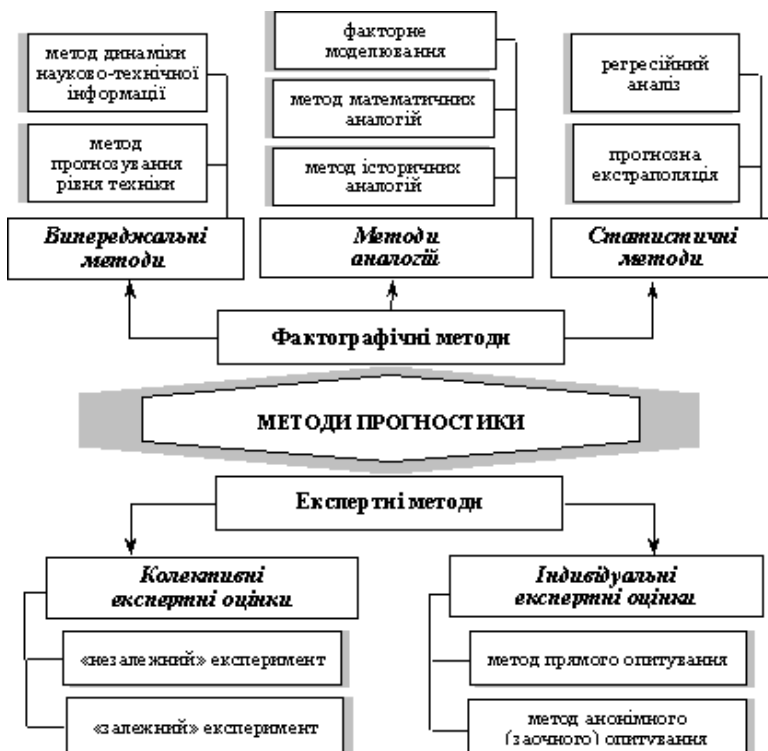 метод динаміки
науково-технічної
інформації
метод
прогнозування
рівня техніки
Випереджальні
методи
факторне
моделювання
метод математичних
аналогій
метод історичних
аналогій
Методи
аналогій
регресійний
аналіз
прогнозна
екстраполяція
Статистичні
методи
Фактографічні методи
МЕТОДИ ПРОГНОСТИКИ
Експертні методи
Колективні
експертні оцінки
«незалежний» експеримент
«залежний» експеримент
Індивідуальні
експертні оцінки
метод прямого опитування
метод анонімного
(заочного) опитування